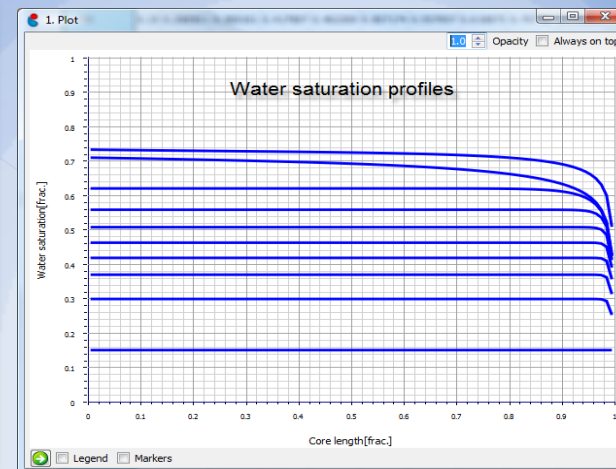 1. Plot
1.0 Opacity Always on top
Water saturation profiles
1
0.9
0.8
0.7
0.6
0.5
0.4
0.3
0.2
0.1
0
Water saturation[frac.]
0 0.1 0.2 0.3 0.4 0.5 0.6 0.7 0.8 0.9 1
Core length[frac.]
Legend Markers